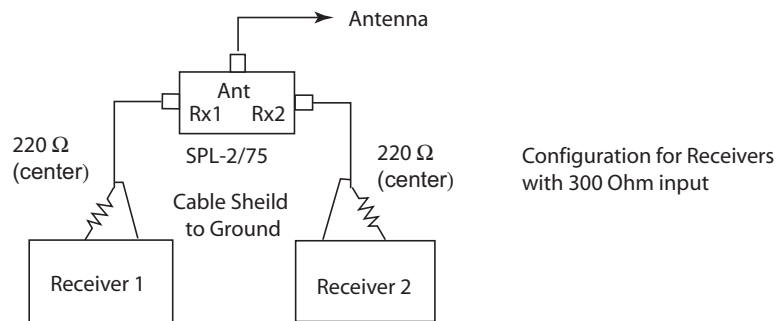 Antenna
Ant
Rx1 Rx2
SPL-2/75
220 Ω
(center)
220 Ω
(center)
Cable Sheild
to Ground
Configuration for Receivers
with 300 Ohm input
Receiver 1
Receiver 2